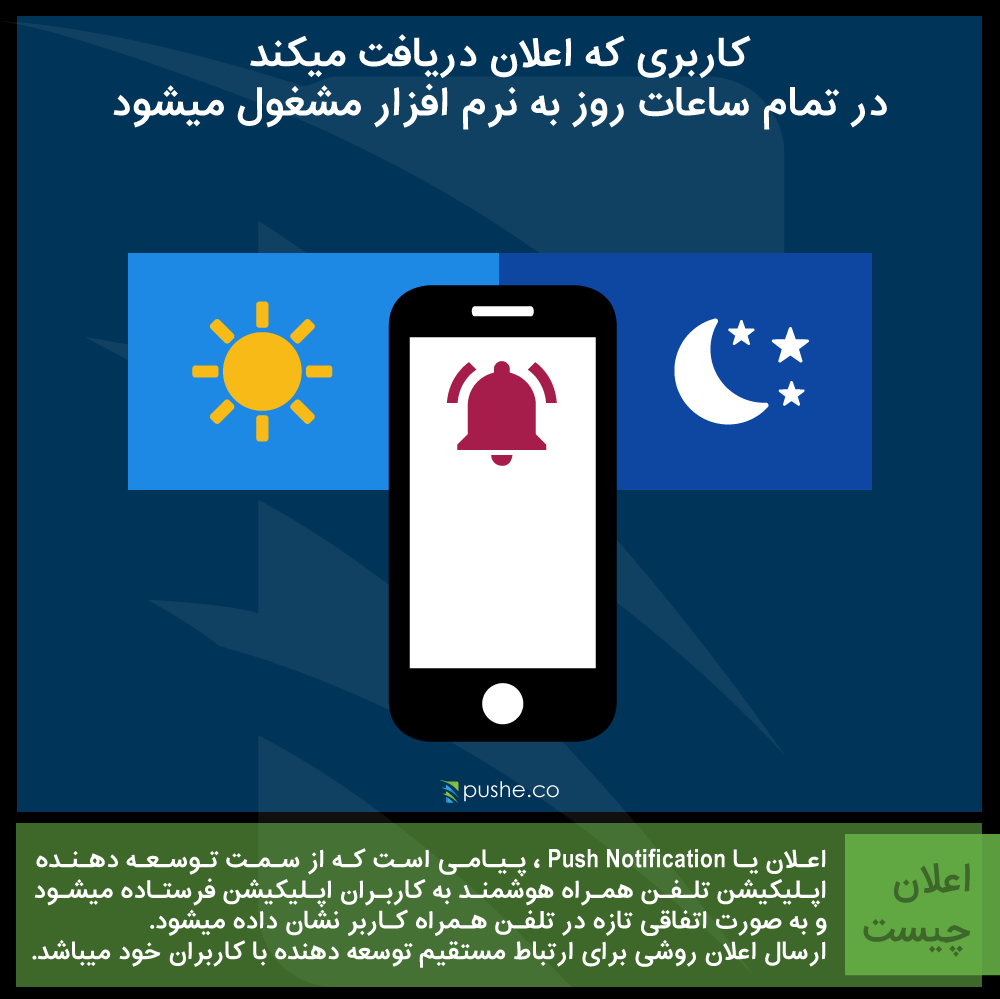 کاربری که اعلان دریافت میکند
در تمام ساعات روز به نرم افزار مشغول میشود
pushe.co
اعلان
چیست
اعلان یا Push Notification ، پیامی است که از سمت توسعه دهنده
اپلیکیشن تلفن همراه هوشمند به کاربران اپلیکیشن فرستاده میشود
و به صورت اتفاقی تازه در تلفن همراه کاربر نشان داده میشود.
ارسال اعلان روشی برای ارتباط مستقیم توسعه دهنده با کاربران خود میباشد.